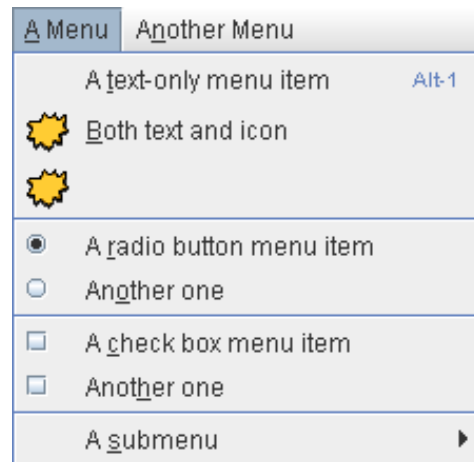 A Menu Another Menu
A text-only menu item Alt-1
Both text and icon
A radio button menu item
Another one
A check box menu item
Another one
A submenu